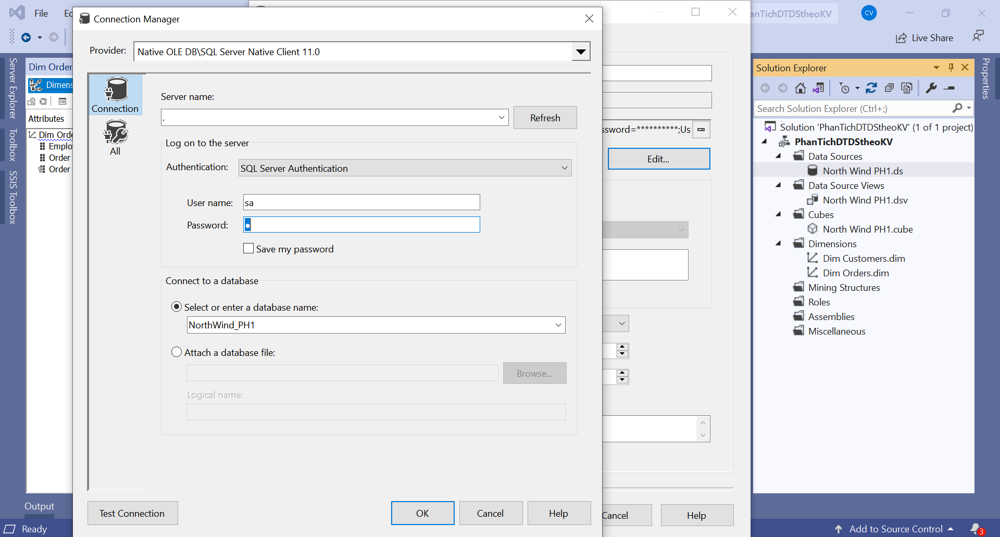 File
anTichDTDStheoKV
CV
Connection Manager
Live Share
Provider:
Native OLE DB\SQL Server Native Client 11.0
Server Explorer
Toolbox
SSIS Toolbox
Dim Order
Dimens
Attributes
Dim Orde
Emplo
Order
Order
Connection
All
Server name:
.
Refresh
Log on to the server
Authentication:
SQL Server Authentication
User name:
sa
Password:
Save my password
Connect to a database
Select or enter a database name:
NorthWind_PH1
Attach a database file:
Browse...
Logical name:
Test Connection
OK
Cancel
Help
ssword=**********;Us
Edit...
Cancel
Help
Solution Explorer
Search Solution Explorer (Ctrl+;)
Solution 'PhanTichDTDStheoKV' (1 of 1 project)
PhanTichDTDStheoKV
Data Sources
North Wind PH1.ds
Data Source Views
North Wind PH1.dsv
Cubes
North Wind PH1.cube
Dimensions
Dim Customers.dim
Dim Orders.dim
Mining Structures
Roles
Assemblies
Miscellaneous
Properties
Output
Ready
Add to Source Control
3